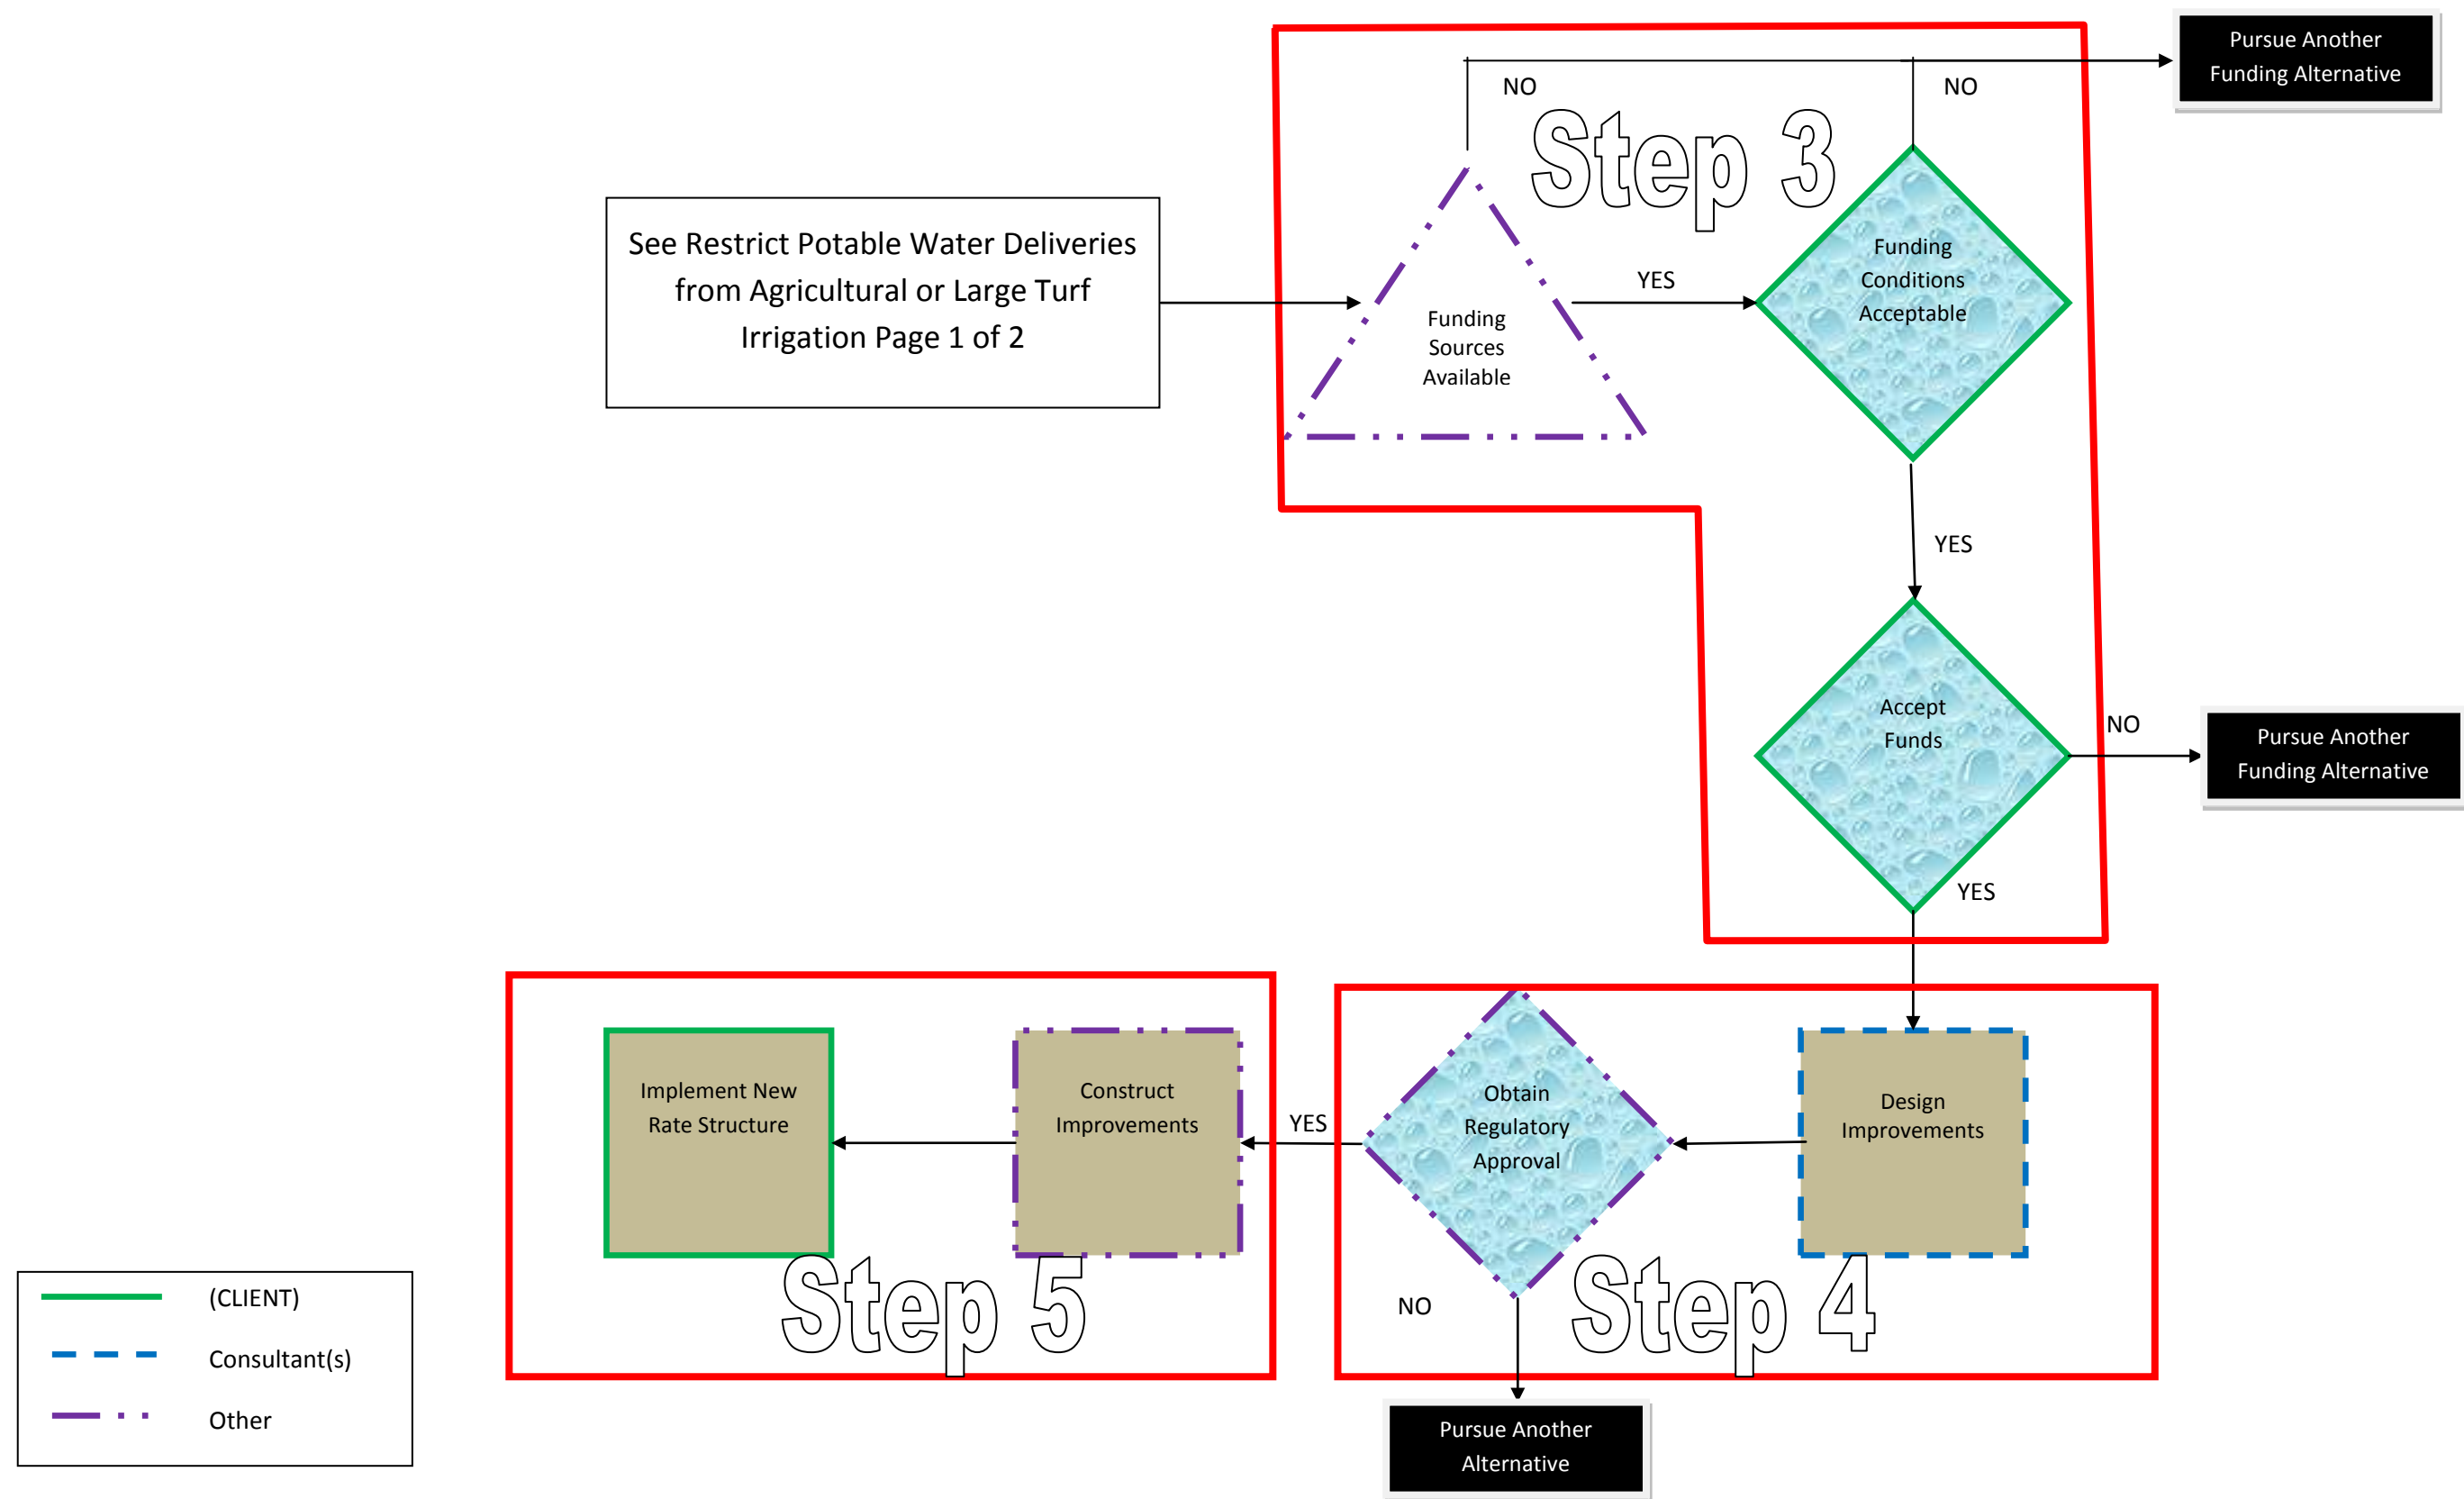 Pursue Another
Funding Alternative
NO
NO
Step 3
See Restrict Potable Water Deliveries
from Agricultural or Large Turf
Irrigation Page 1 of 2
Funding
Sources
Available
YES
Funding
Conditions
Acceptable
YES
Accept
Funds
NO
Pursue Another
Funding Alternative
YES
Design
Improvements
Obtain
Regulatory
Approval
YES
Construct
Improvements
Implement New
Rate Structure
Step 5
NO
Step 4
Pursue Another
Alternative
(CLIENT)
Consultant(s)
Other